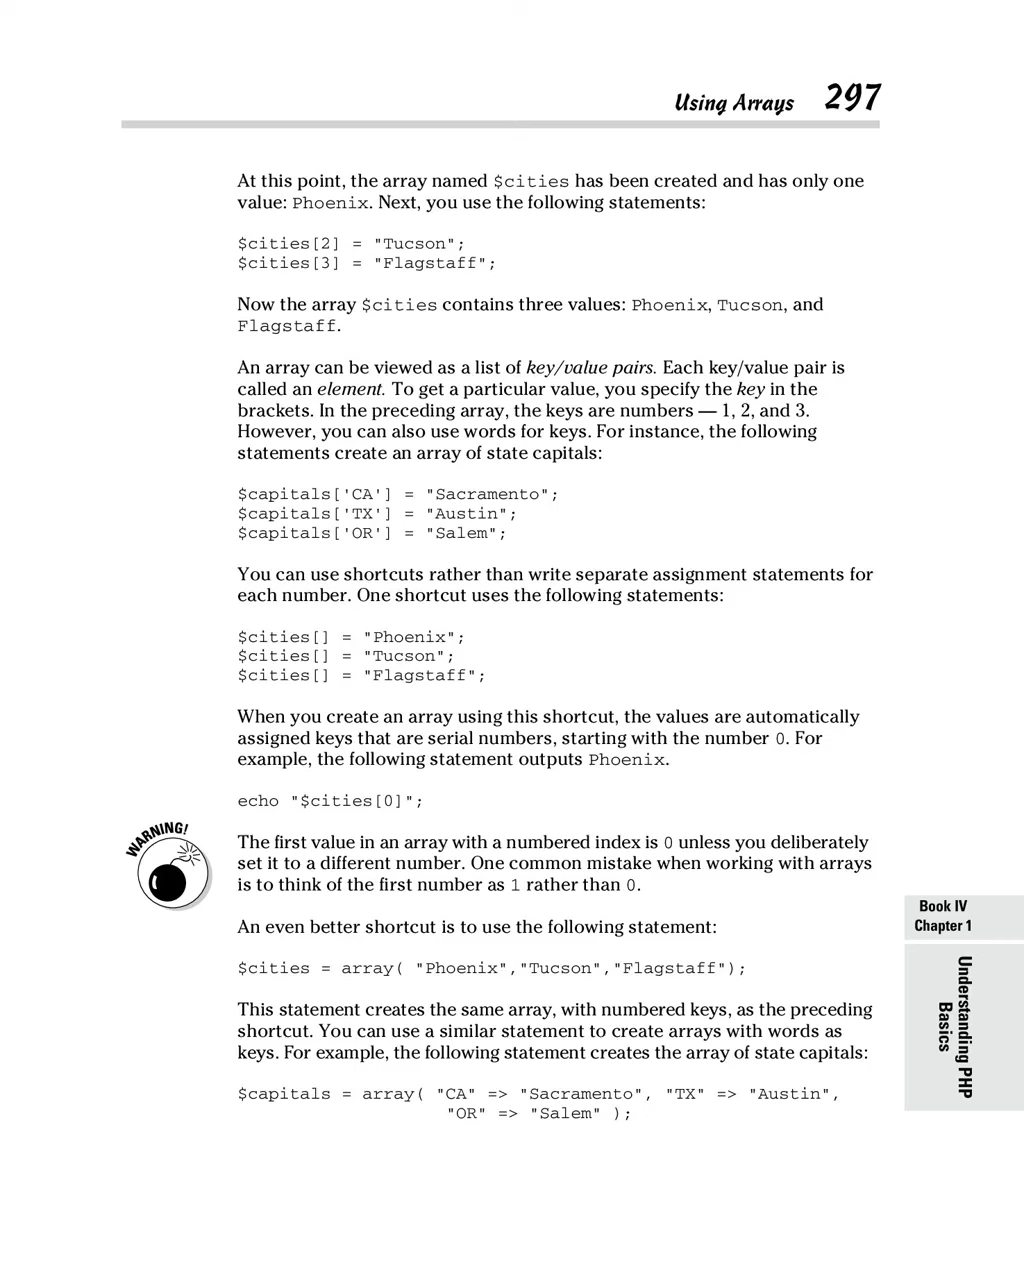 Using Arrays 297
At this point, the array named $cities has been created and has only one
value: Phoenix. Next, you use the following statements:
$cities[2] = "Tucson";
$cities[3] = "Flagstaff";
Now the array $cities contains three values: Phoenix, Tucson, and
Flagstaff.
An array can be viewed as a list of key/value pairs. Each key/value pair is
called an element. To get a particular value, you specify the key in the
brackets. In the preceding array, the keys are numbers — 1, 2, and 3.
However, you can also use words for keys. For instance, the following
statements create an array of state capitals:
$capitals['CA'] = "Sacramento";
$capitals['TX'] = "Austin";
$capitals['OR'] = "Salem";
You can use shortcuts rather than write separate assignment statements for
each number. One shortcut uses the following statements:
$cities[] = "Phoenix";
$cities[] = "Tucson";
$cities[] = "Flagstaff";
When you create an array using this shortcut, the values are automatically
assigned keys that are serial numbers, starting with the number 0. For
example, the following statement outputs Phoenix.
echo "$cities[0]";
WARNING!
The first value in an array with a numbered index is 0 unless you deliberately
set it to a different number. One common mistake when working with arrays
is to think of the first number as 1 rather than 0.
An even better shortcut is to use the following statement:
$cities = array( "Phoenix","Tucson","Flagstaff");
This statement creates the same array, with numbered keys, as the preceding
shortcut. You can use a similar statement to create arrays with words as
keys. For example, the following statement creates the array of state capitals:
$capitals = array( "CA" => "Sacramento", "TX" => "Austin",
"OR" => "Salem" );
Book IV
Chapter 1
Understanding PHP
Basics